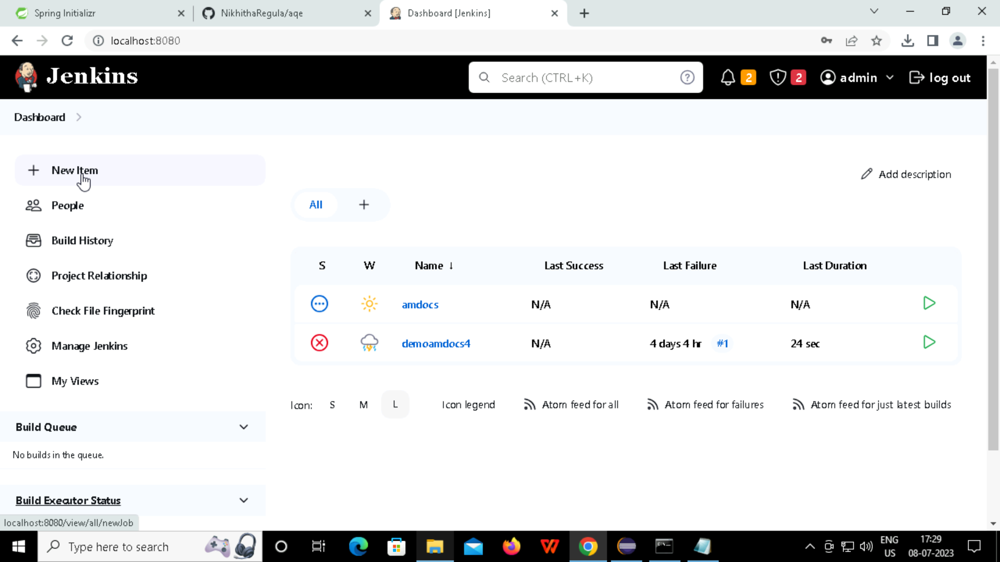 Spring Initializr
NikhithaRegula/aqe
Dashboard [Jenkins]
localhost:8080
Jenkins
Search (CTRL+K)
2
2
admin
log out
Dashboard
New Item
People
Build History
Project Relationship
Check File Fingerprint
Manage Jenkins
My Views
Build Queue
No builds in the queue.
Build Executor Status
localhost:8080/view/all/newJob
Add description
All +
S W Name ↓ Last Success Last Failure Last Duration
amdocs N/A N/A N/A
demoamdocs4 N/A 4 days 4 hr #1 24 sec
Icon: S M L Icon legend Atom feed for all Atom feed for failures Atom feed for just latest builds
Type here to search
ENG
US
17:29
08-07-2023